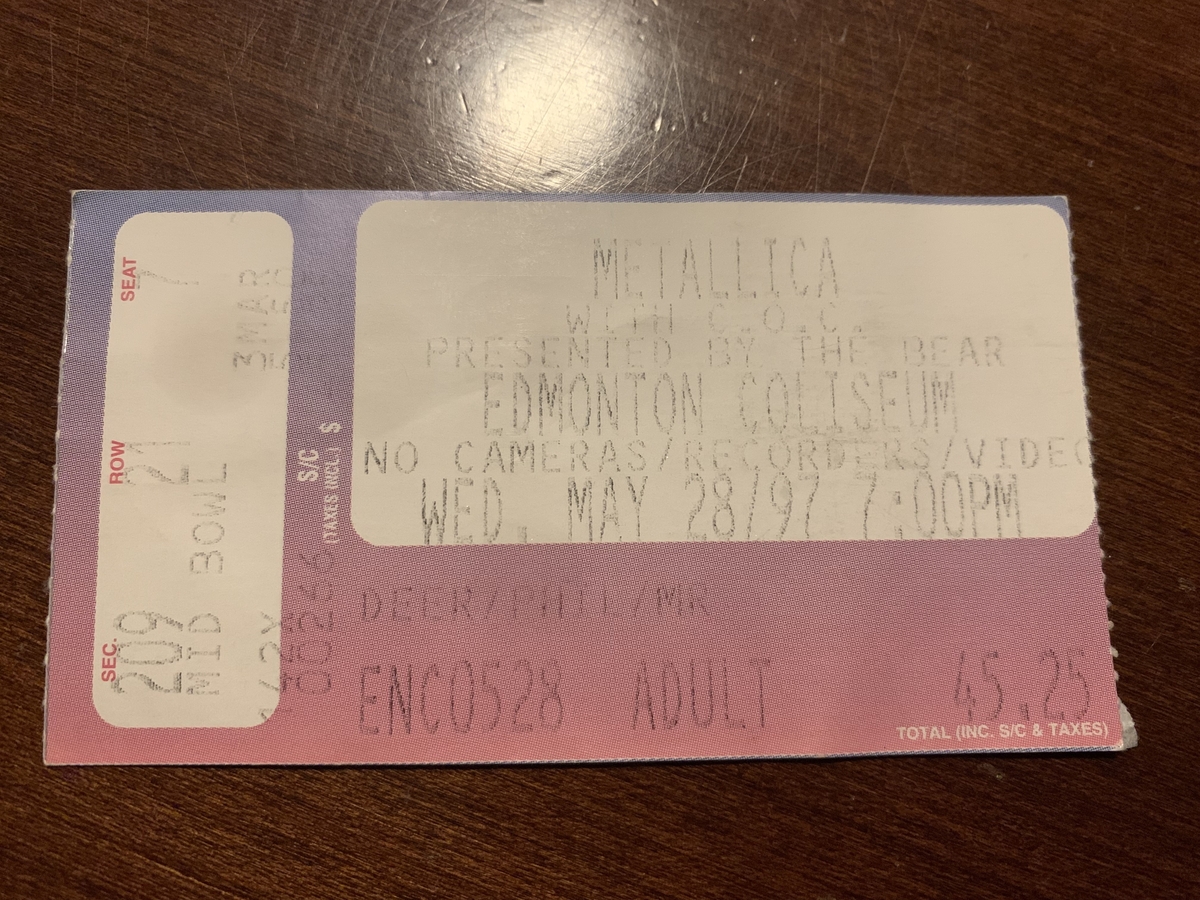 METALLICA
WITH C.O.C.
PRESENTED BY THE BEAR
EDMONTON COLISEUM
NO CAMERAS/RECORDERS/VIDEO
WED. MAY 28/97 7:00PM
DEER/PHIL/MR
ENC0528 ADULT 45.25
TOTAL (INC. S/C & TAXES)
S/C $
(TAXES INCL.)
SEC. ROW SEAT
209 21 7
MID BOWL
3MAR